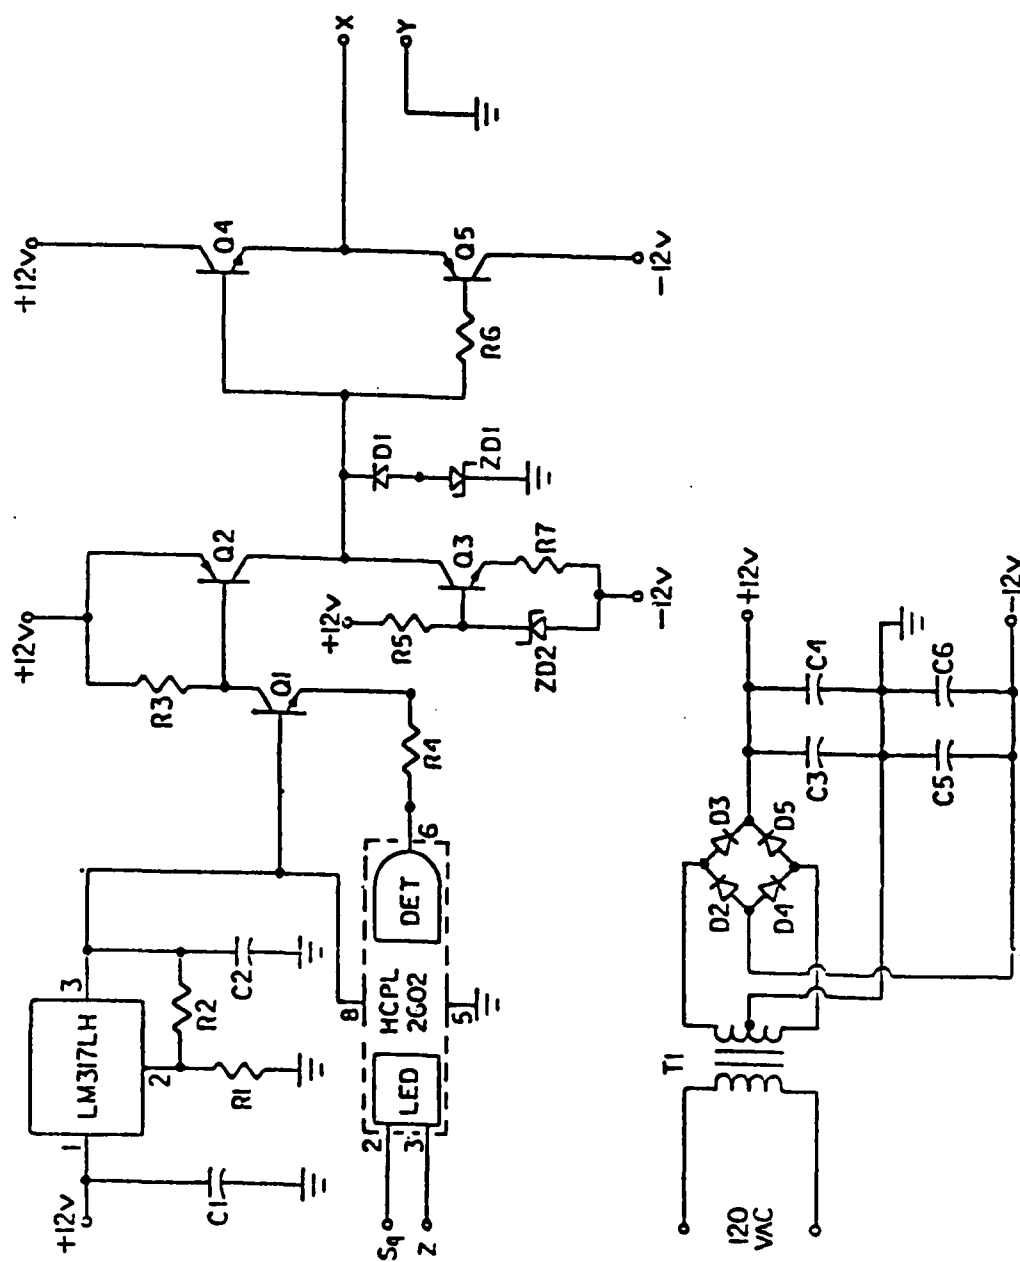 +12v
+12v
+12v
X
LM317LH
1
3
2
R3
Q2
Q4
C1
R1
R2
C2
Q1
+12v
D1
Y
R5
Q3
ZD1
Sq
2
8
R4
ZD2
R7
R6
Q5
z
3
LED
HCPL
2602
DET
6
5
-12v
-12v
T1
120
VAC
D2
D3
D4
D5
+12v
C3
C4
C5
C6
-12v